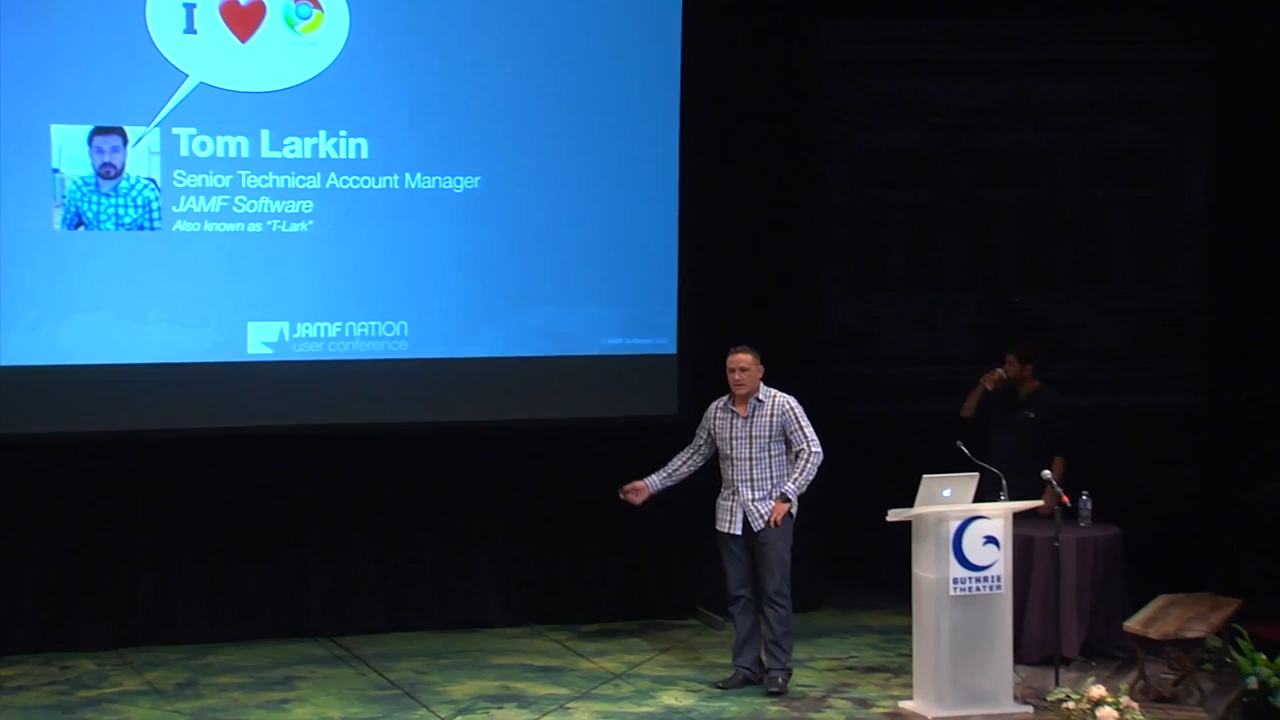 I
Tom Larkin
Senior Technical Account Manager
JAMF Software
Also known as "T-Lark"
JAMF NATION
user conference
GUTHRIE
THEATER